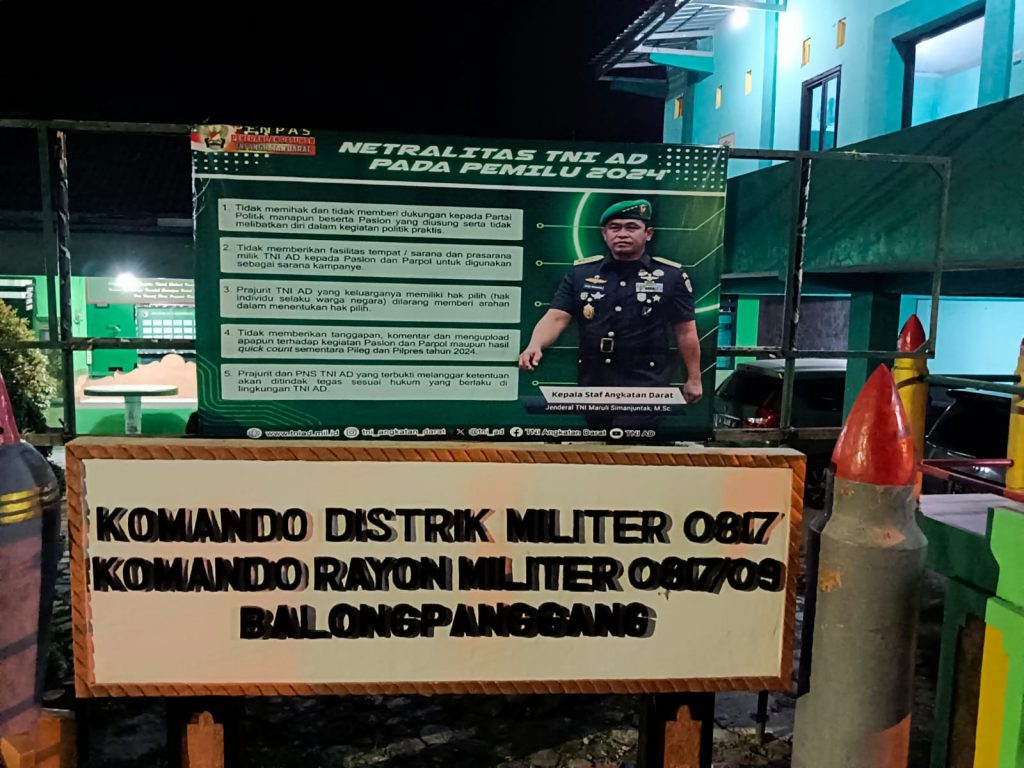 PENPAS
PENERANGAN PASUKAN
TNI ANGKATAN DARAT
NETRALITAS TNI AD
PADA PEMILU 2024
1. Tidak memihak dan tidak memberi dukungan kepada Partai
Politik manapun beserta Paslon yang diusung serta tidak
melibatkan diri dalam kegiatan politik praktis.
2. Tidak memberikan fasilitas tempat / sarana dan prasarana
milik TNI AD kepada Paslon dan Parpol untuk digunakan
sebagai sarana kampanye.
3. Prajurit TNI AD yang keluarganya memiliki hak pilih (hak
individu selaku warga negara) dilarang memberi arahan
dalam menentukan hak pilih.
4. Tidak memberikan tanggapan, komentar dan mengupload
apapun terhadap kegiatan Paslon dan Parpol maupun hasil
quick count sementara Pileg dan Pilpres tahun 2024.
5. Prajurit dan PNS TNI AD yang terbukti melanggar ketentuan
akan ditindak tegas sesuai hukum yang berlaku di
lingkungan TNI AD.
Kepala Staf Angkatan Darat
Jenderal TNI Maruli Simanjuntak, M.Sc.
www.tniad.mil.id tni_angkatan_darat @tni_ad TNI Angkatan Darat TNI AD
KOMANDO DISTRIK MILITER 0817
KOMANDO RAYON MILITER 0817/09
BALONGPANGGANG